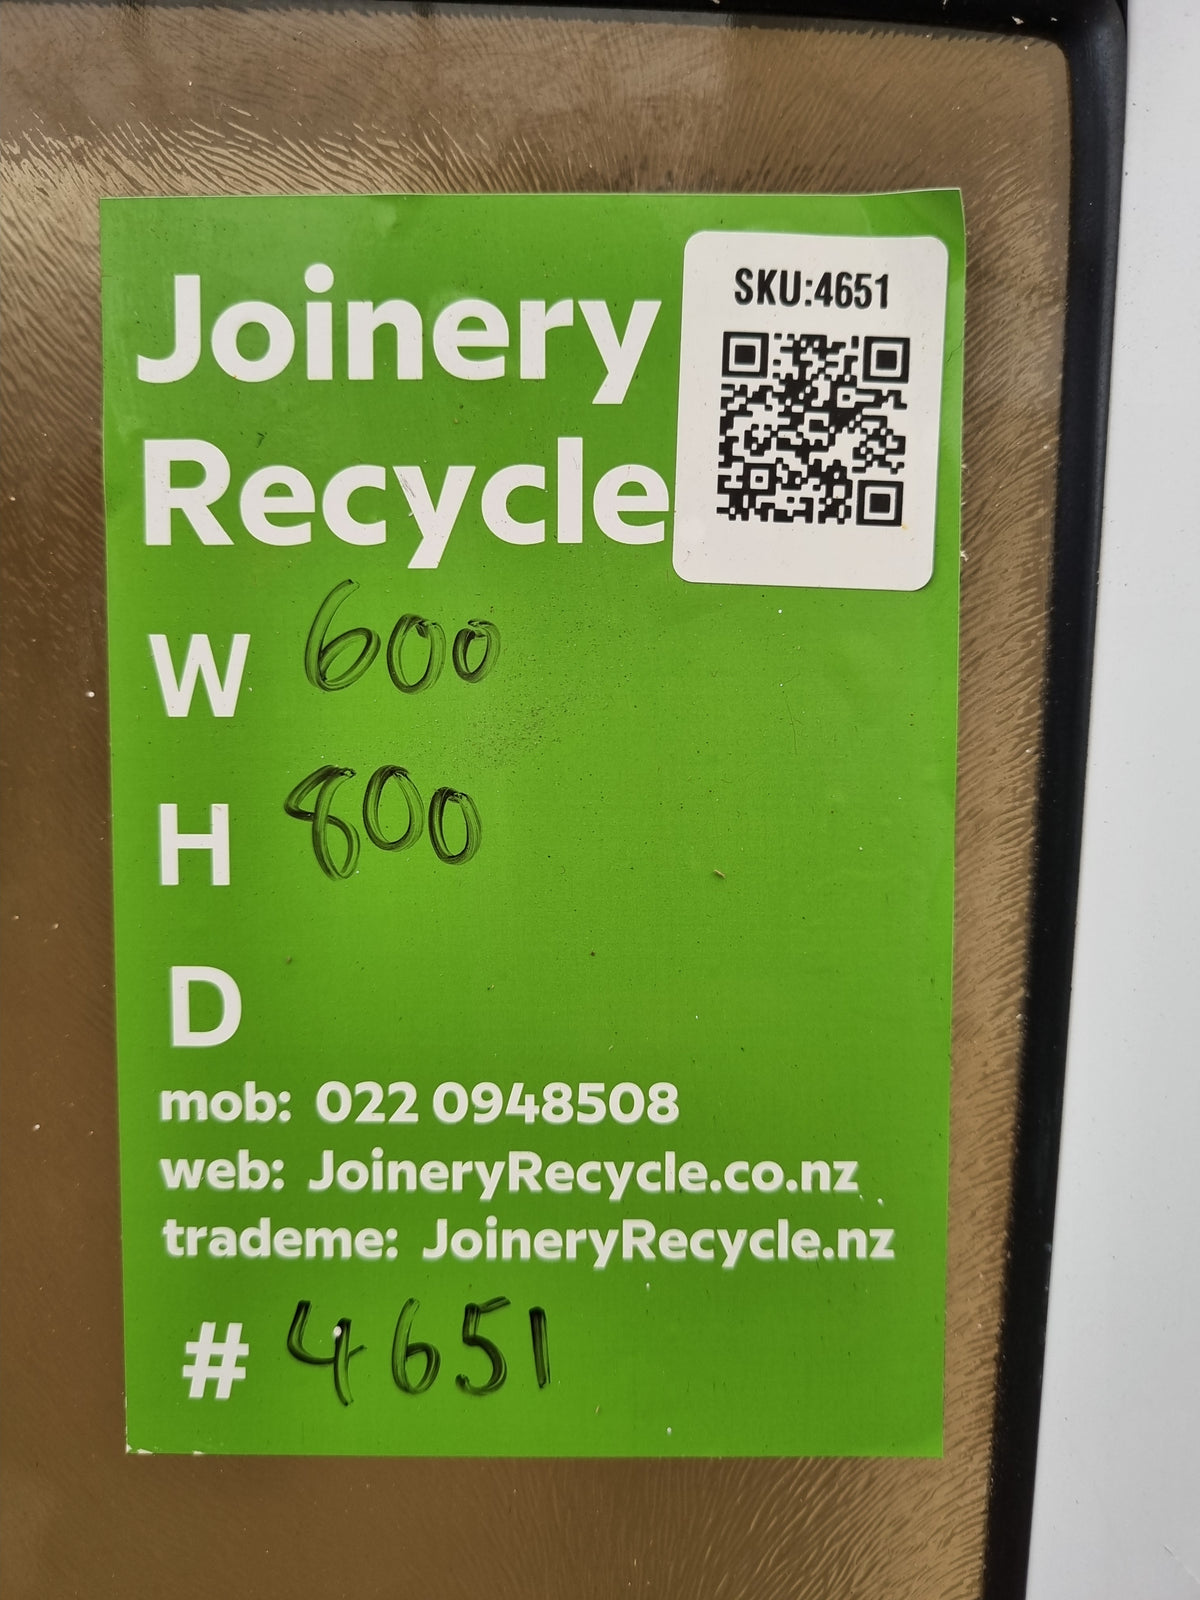 Joinery
Recycle
SKU:4651
W 600
H 800
D
mob: 022 0948508
web: JoineryRecycle.co.nz
trademe: JoineryRecycle.nz
# 4651